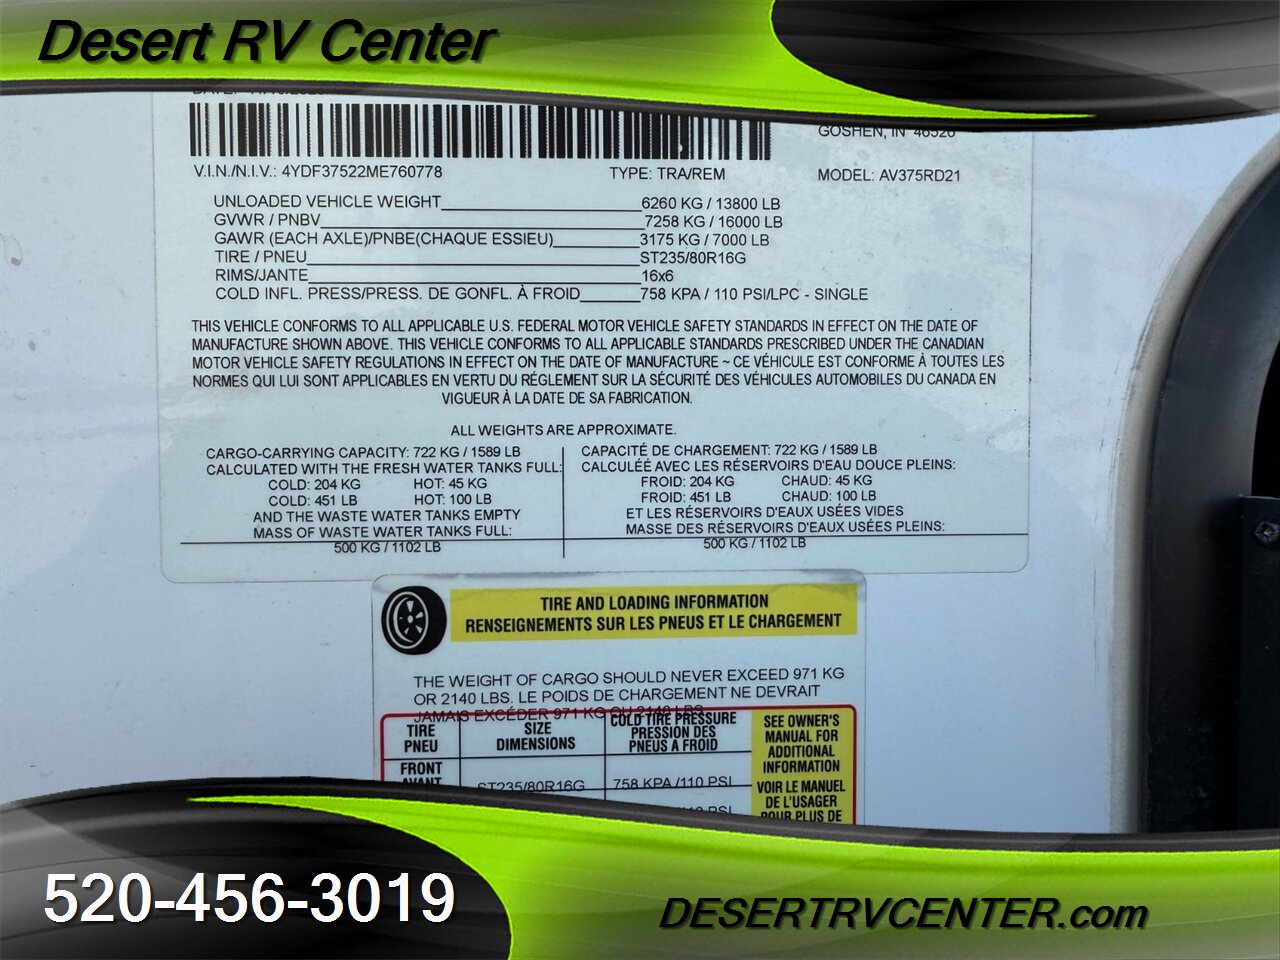 Desert RV Center
GOSHEN, IN 46526
V.I.N./N.I.V.: 4YDF37522ME760778 TYPE: TRA/REM MODEL: AV375RD21
UNLOADED VEHICLE WEIGHT 6260 KG / 13800 LB
GVWR / PNBV 7258 KG / 16000 LB
GAWR (EACH AXLE)/PNBE(CHAQUE ESSIEU) 3175 KG / 7000 LB
TIRE / PNEU ST235/80R16G
RIMS/JANTE 16x6
COLD INFL. PRESS/PRESS. DE GONFL. À FROID 758 KPA / 110 PSI/LPC - SINGLE
THIS VEHICLE CONFORMS TO ALL APPLICABLE U.S. FEDERAL MOTOR VEHICLE SAFETY STANDARDS IN EFFECT ON THE DATE OF
MANUFACTURE SHOWN ABOVE. THIS VEHICLE CONFORMS TO ALL APPLICABLE STANDARDS PRESCRIBED UNDER THE CANADIAN
MOTOR VEHICLE SAFETY REGULATIONS IN EFFECT ON THE DATE OF MANUFACTURE ~ CE VÉHICULE EST CONFORME À TOUTES LES
NORMES QUI LUI SONT APPLICABLES EN VERTU DU RÉGLEMENT SUR LA SÉCURITÉ DES VÉHICULES AUTOMOBILES DU CANADA EN
VIGUEUR À LA DATE DE SA FABRICATION.
ALL WEIGHTS ARE APPROXIMATE.
CARGO-CARRYING CAPACITY: 722 KG / 1589 LB
CALCULATED WITH THE FRESH WATER TANKS FULL:
COLD: 204 KG HOT: 45 KG
COLD: 451 LB HOT: 100 LB
AND THE WASTE WATER TANKS EMPTY
MASS OF WASTE WATER TANKS FULL:
500 KG / 1102 LB
CAPACITÉ DE CHARGEMENT: 722 KG / 1589 LB
CALCULÉE AVEC LES RÉSERVOIRS D'EAU DOUCE PLEINS:
FROID: 204 KG CHAUD: 45 KG
FROID: 451 LB CHAUD: 100 LB
ET LES RÉSERVOIRS D'EAUX USÉES VIDES
MASSE DES RÉSERVOIRS D'EAUX USÉES PLEINS:
500 KG / 1102 LB
TIRE AND LOADING INFORMATION
RENSEIGNEMENTS SUR LES PNEUS ET LE CHARGEMENT
THE WEIGHT OF CARGO SHOULD NEVER EXCEED 971 KG
OR 2140 LBS. LE POIDS DE CHARGEMENT NE DEVRAIT
JAMAIS EXCÉDER 971 KG OU 2140 LBS.
TIRE
PNEU
SIZE
DIMENSIONS
COLD TIRE PRESSURE
PRESSION DES
PNEUS A FROID
SEE OWNER'S
MANUAL FOR
ADDITIONAL
INFORMATION
VOIR LE MANUEL
DE L'USAGER
POUR PLUS DE
FRONT
AVANT
ST235/80R16G
758 KPA /110 PSI
520-456-3019
DESERTRVCENTER.com